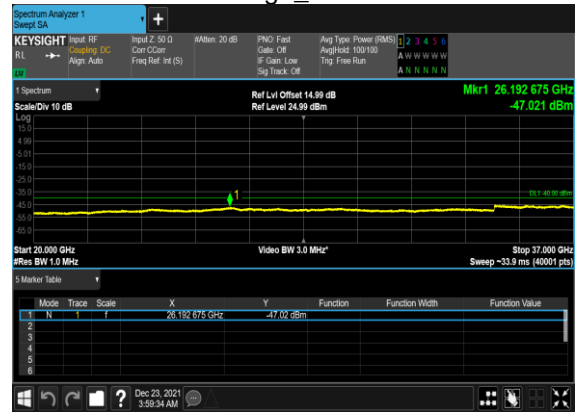 Spectrum Analyzer 1
Swept SA
+
KEYSIGHT Input: RF Input Z: 50 Ω #Atten: 20 dB PNO: Fast Avg Type: Power (RMS) 1 2 3 4 5 6
RL Coupling: DC Corr CCorr Gate: Off Avg|Hold: 100/100 A W W W W W
Align: Auto Freq Ref: Int (S) IF Gain: Low Trig: Free Run
Sig Track: Off A N N N N N
1 Spectrum Ref Lvl Offset 14.99 dB Mkr1 26.192 675 GHz
Scale/Div 10 dB Ref Level 24.99 dBm -47.021 dBm
Log
15.0
4.99
-5.01
-15.0
-25.0
-35.0 1 DL1 -40.00 dBm
-45.0
-55.0
-65.0
Start 20.000 GHz Video BW 3.0 MHz* Stop 37.000 GHz
#Res BW 1.0 MHz Sweep ~33.9 ms (40001 pts)
5 Marker Table
Mode Trace Scale X Y Function Function Width Function Value
1 N 1 f 26.192 675 GHz -47.02 dBm
2
3
4
5
6
? Dec 23, 2021
3:59:34 AM